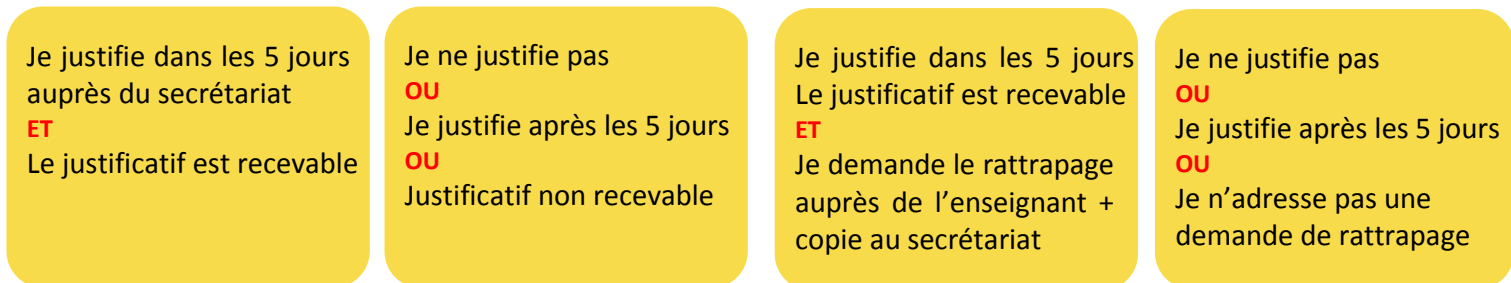 Je justifie dans les 5 jours
auprès du secrétariat
ET
Le justificatif est recevable
Je ne justifie pas
OU
Je justifie après les 5 jours
OU
Justificatif non recevable
Je justifie dans les 5 jours
Le justificatif est recevable
ET
Je demande le rattrapage
auprès de l’enseignant +
copie au secrétariat
Je ne justifie pas
OU
Je justifie après les 5 jours
OU
Je n’adresse pas une
demande de rattrapage